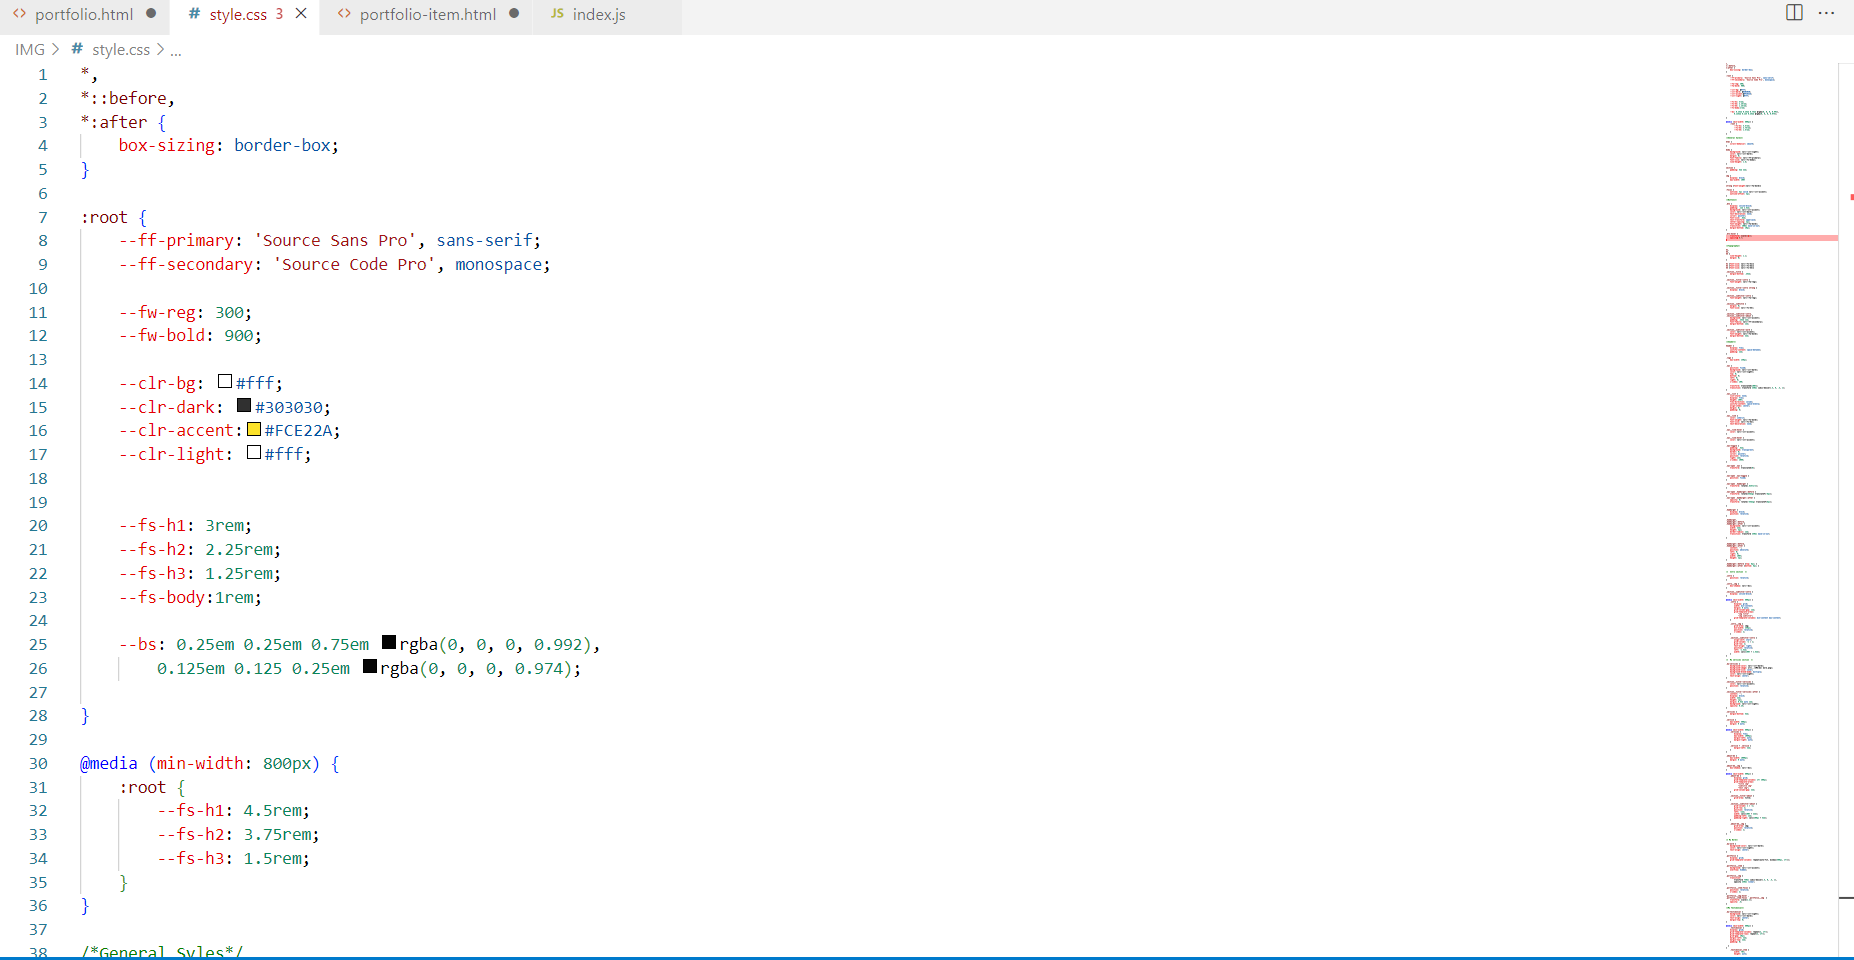 <> portfolio.html ● # style.css 3 × <> portfolio-item.html ● JS index.js ···
IMG > # style.css > ...
1 *,
2 *::before,
3 *:after {
4 box-sizing: border-box;
5 }
6
7 :root {
8 --ff-primary: 'Source Sans Pro', sans-serif;
9 --ff-secondary: 'Source Code Pro', monospace;
10
11 --fw-reg: 300;
12 --fw-bold: 900;
13
14 --clr-bg: #fff;
15 --clr-dark: #303030;
16 --clr-accent: #FCE22A;
17 --clr-light: #fff;
18
19
20 --fs-h1: 3rem;
21 --fs-h2: 2.25rem;
22 --fs-h3: 1.25rem;
23 --fs-body:1rem;
24
25 --bs: 0.25em 0.25em 0.75em rgba(0, 0, 0, 0.992),
26 0.125em 0.125 0.25em rgba(0, 0, 0, 0.974);
27
28 }
29
30 @media (min-width: 800px) {
31 :root {
32 --fs-h1: 4.5rem;
33 --fs-h2: 3.75rem;
34 --fs-h3: 1.5rem;
35 }
36 }
37
38 /*General Syles*/